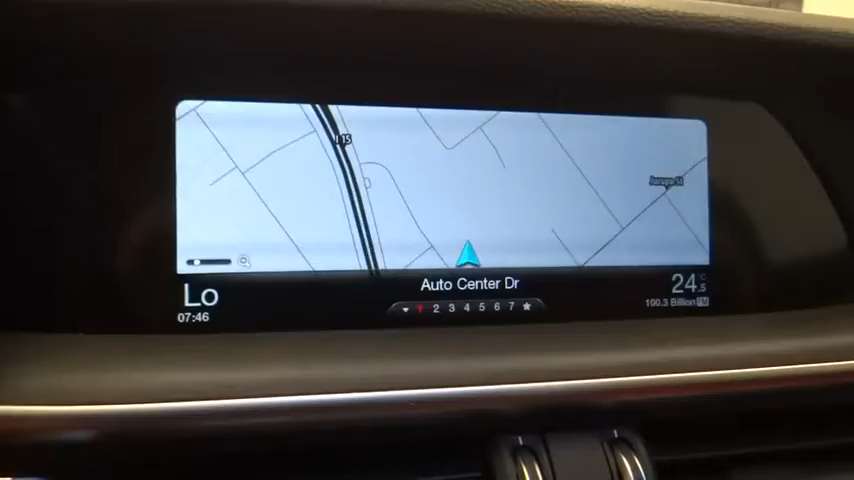 I 15
Jurupa St
Auto Center Dr
Lo
24.5 °C
07:46
1 2 3 4 5 6 7
100.3 Billion FM